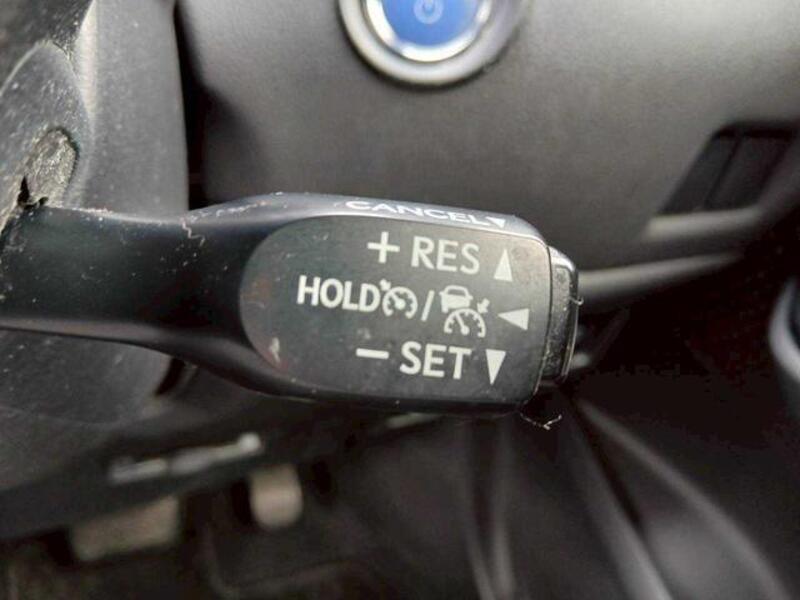 CANCEL
+ RES
HOLD /
- SET